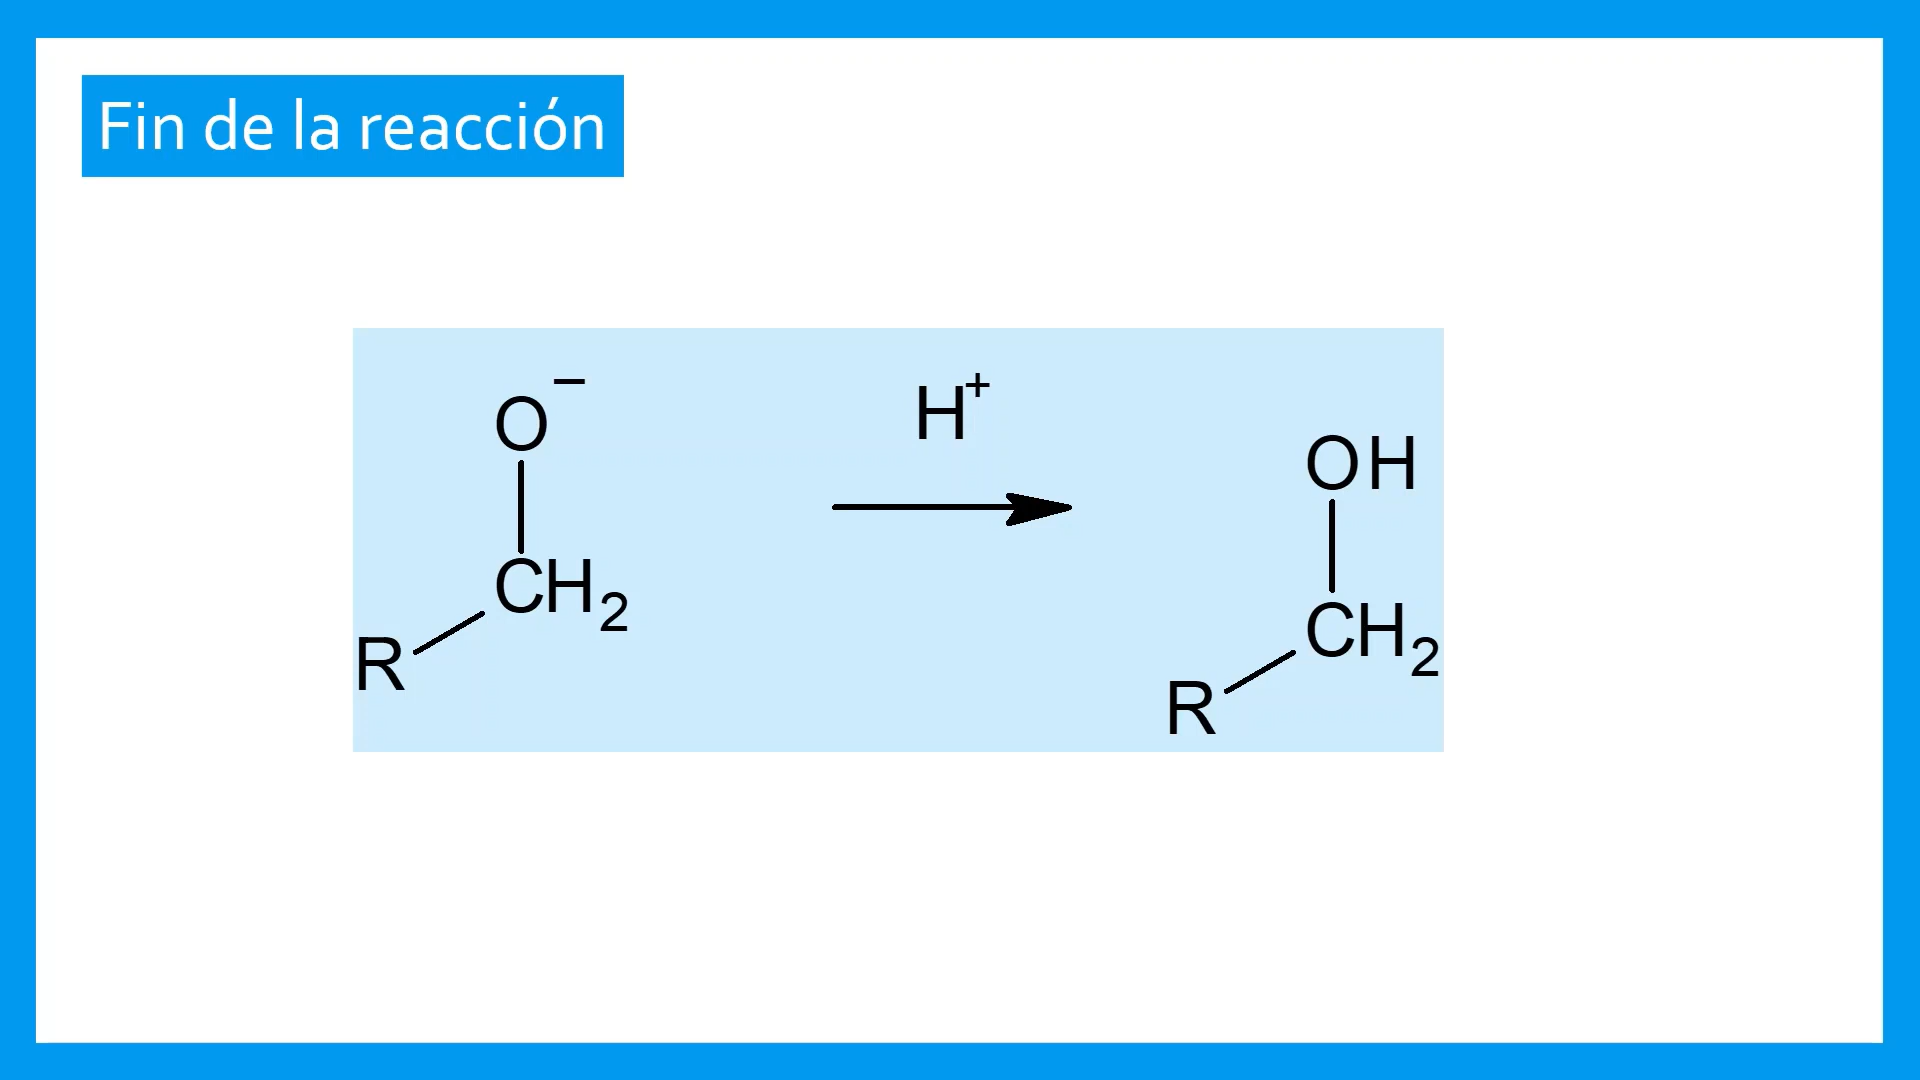 Fin de la reacción
O⁻
H⁺
OH
CH₂
CH₂
R
R